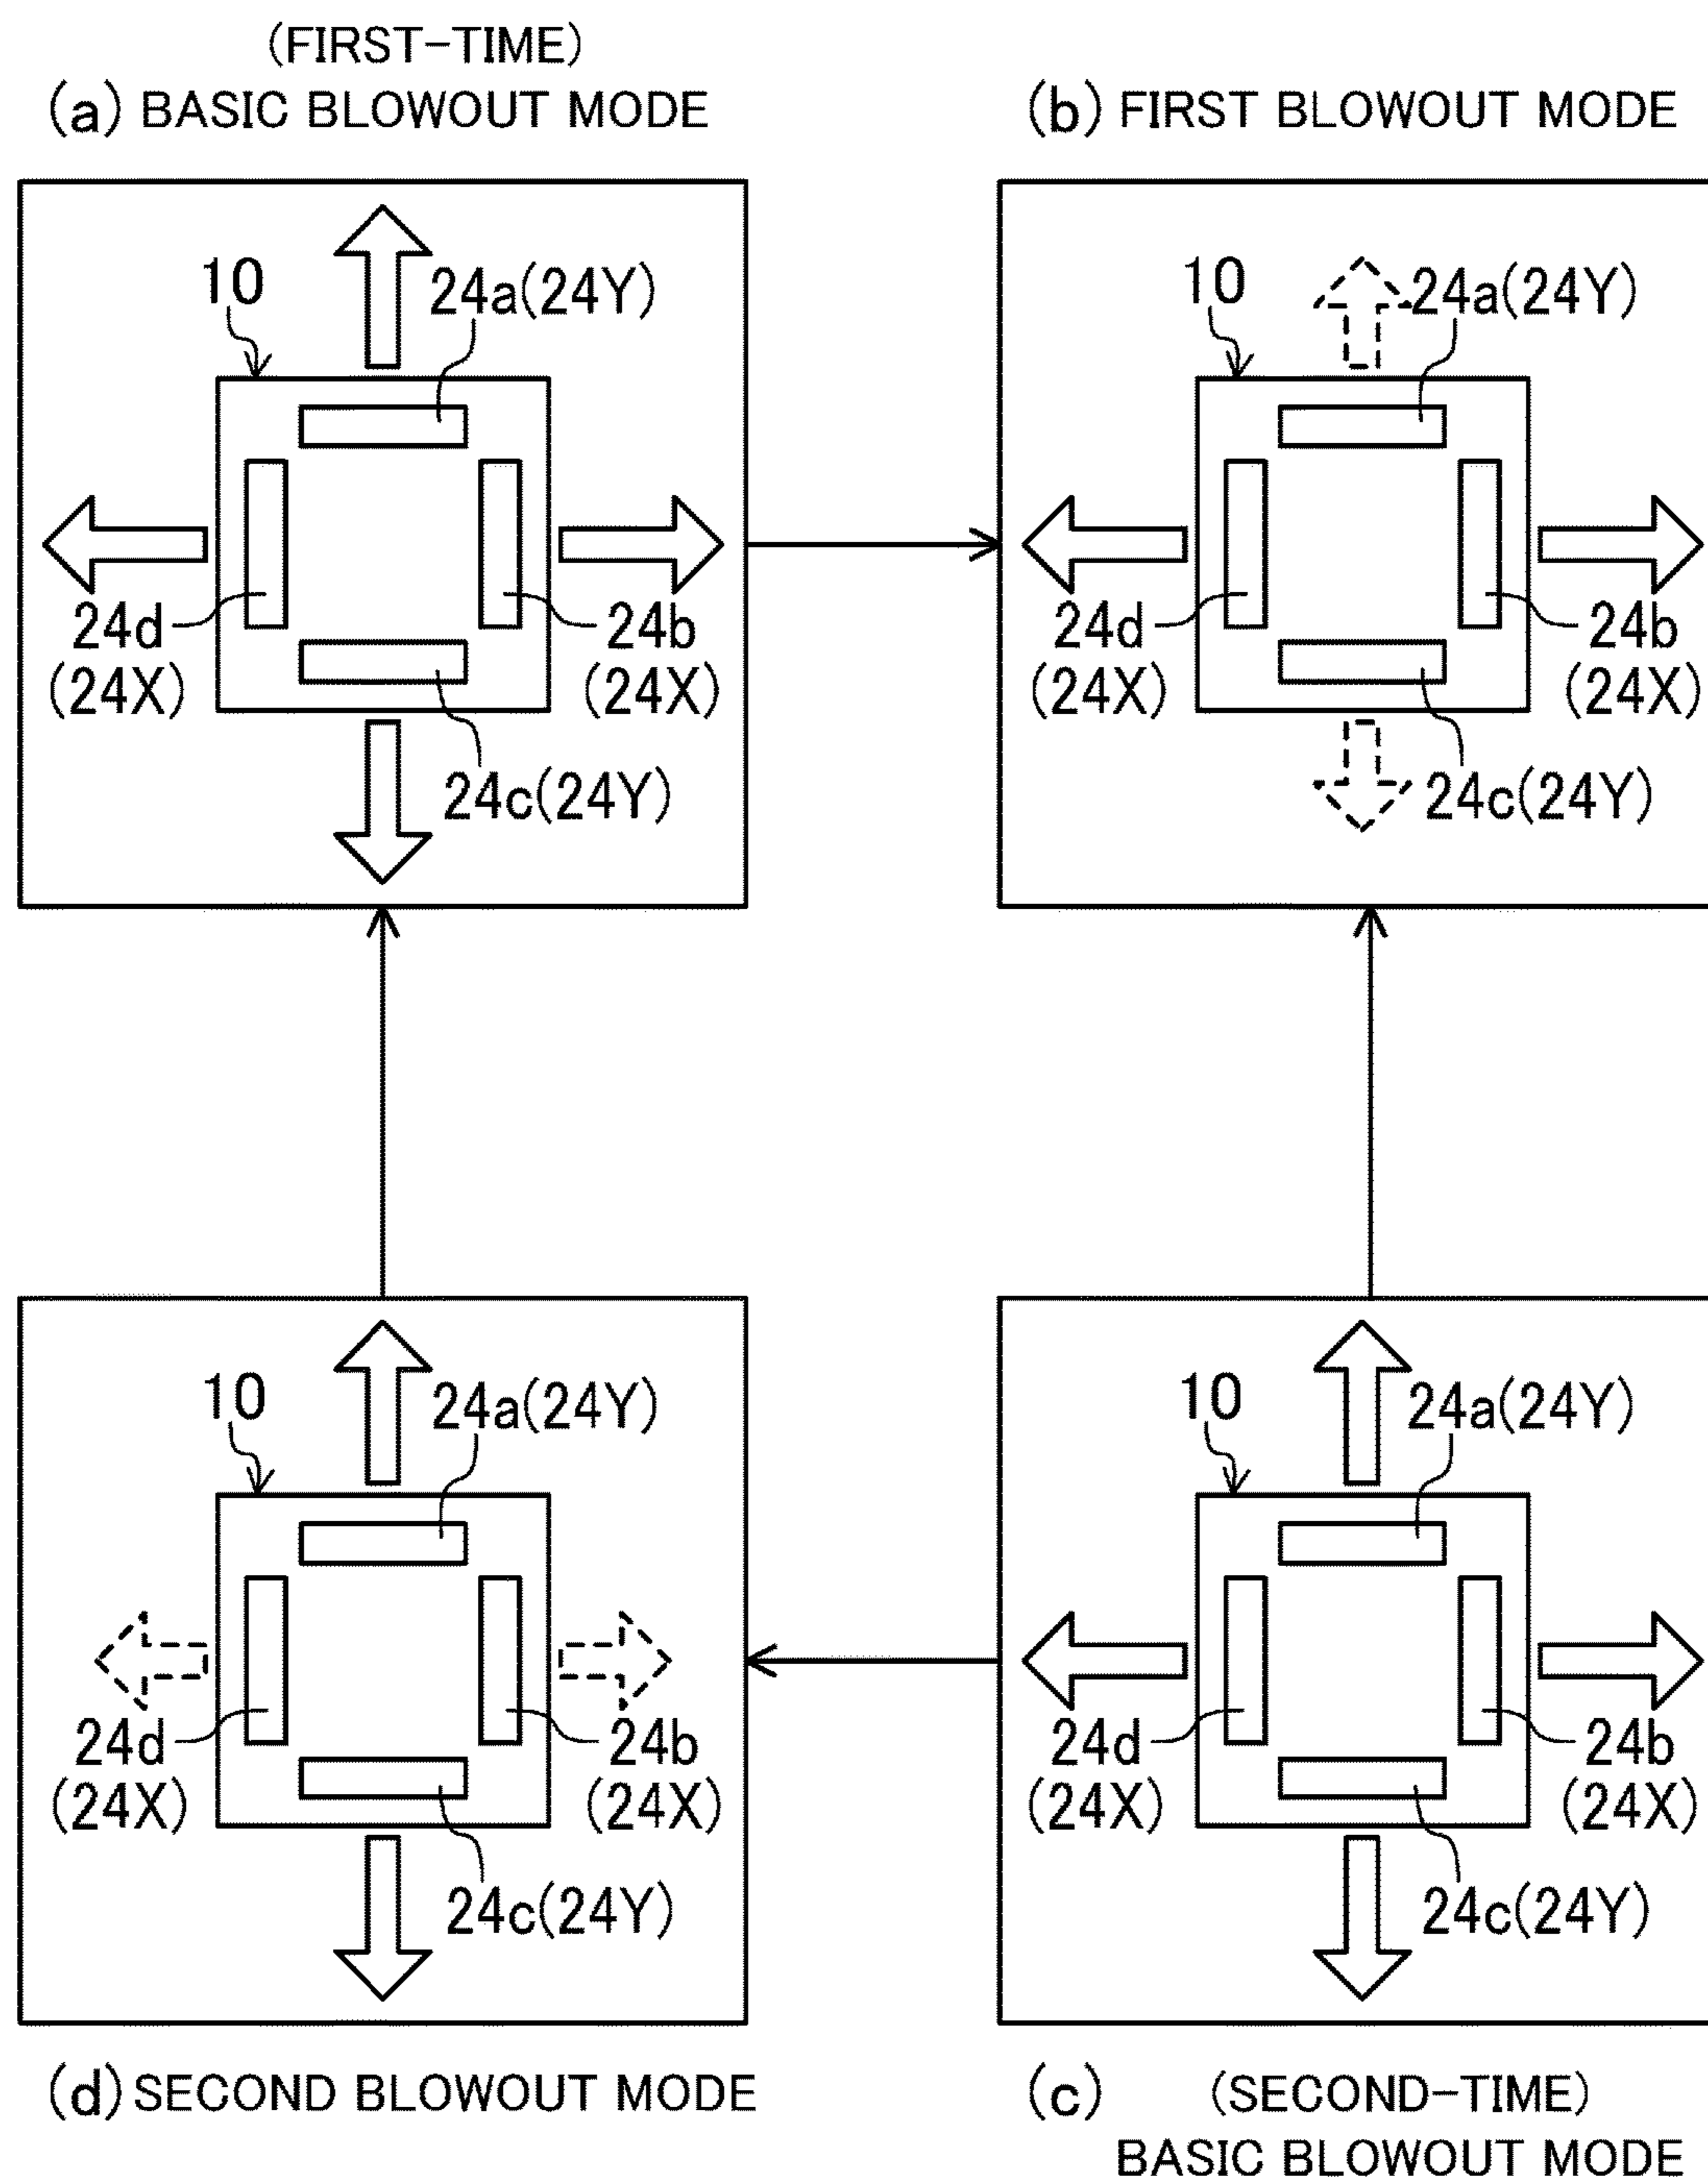 (FIRST-TIME)
(a) BASIC BLOWOUT MODE
(b) FIRST BLOWOUT MODE
10
24a(24Y)
24d
(24X)
24b
(24X)
24c(24Y)
10
24a(24Y)
24d
(24X)
24b
(24X)
24c(24Y)
10
24a(24Y)
24d
(24X)
24b
(24X)
24c(24Y)
10
24a(24Y)
24d
(24X)
24b
(24X)
24c(24Y)
(d) SECOND BLOWOUT MODE
(c) (SECOND-TIME)
BASIC BLOWOUT MODE